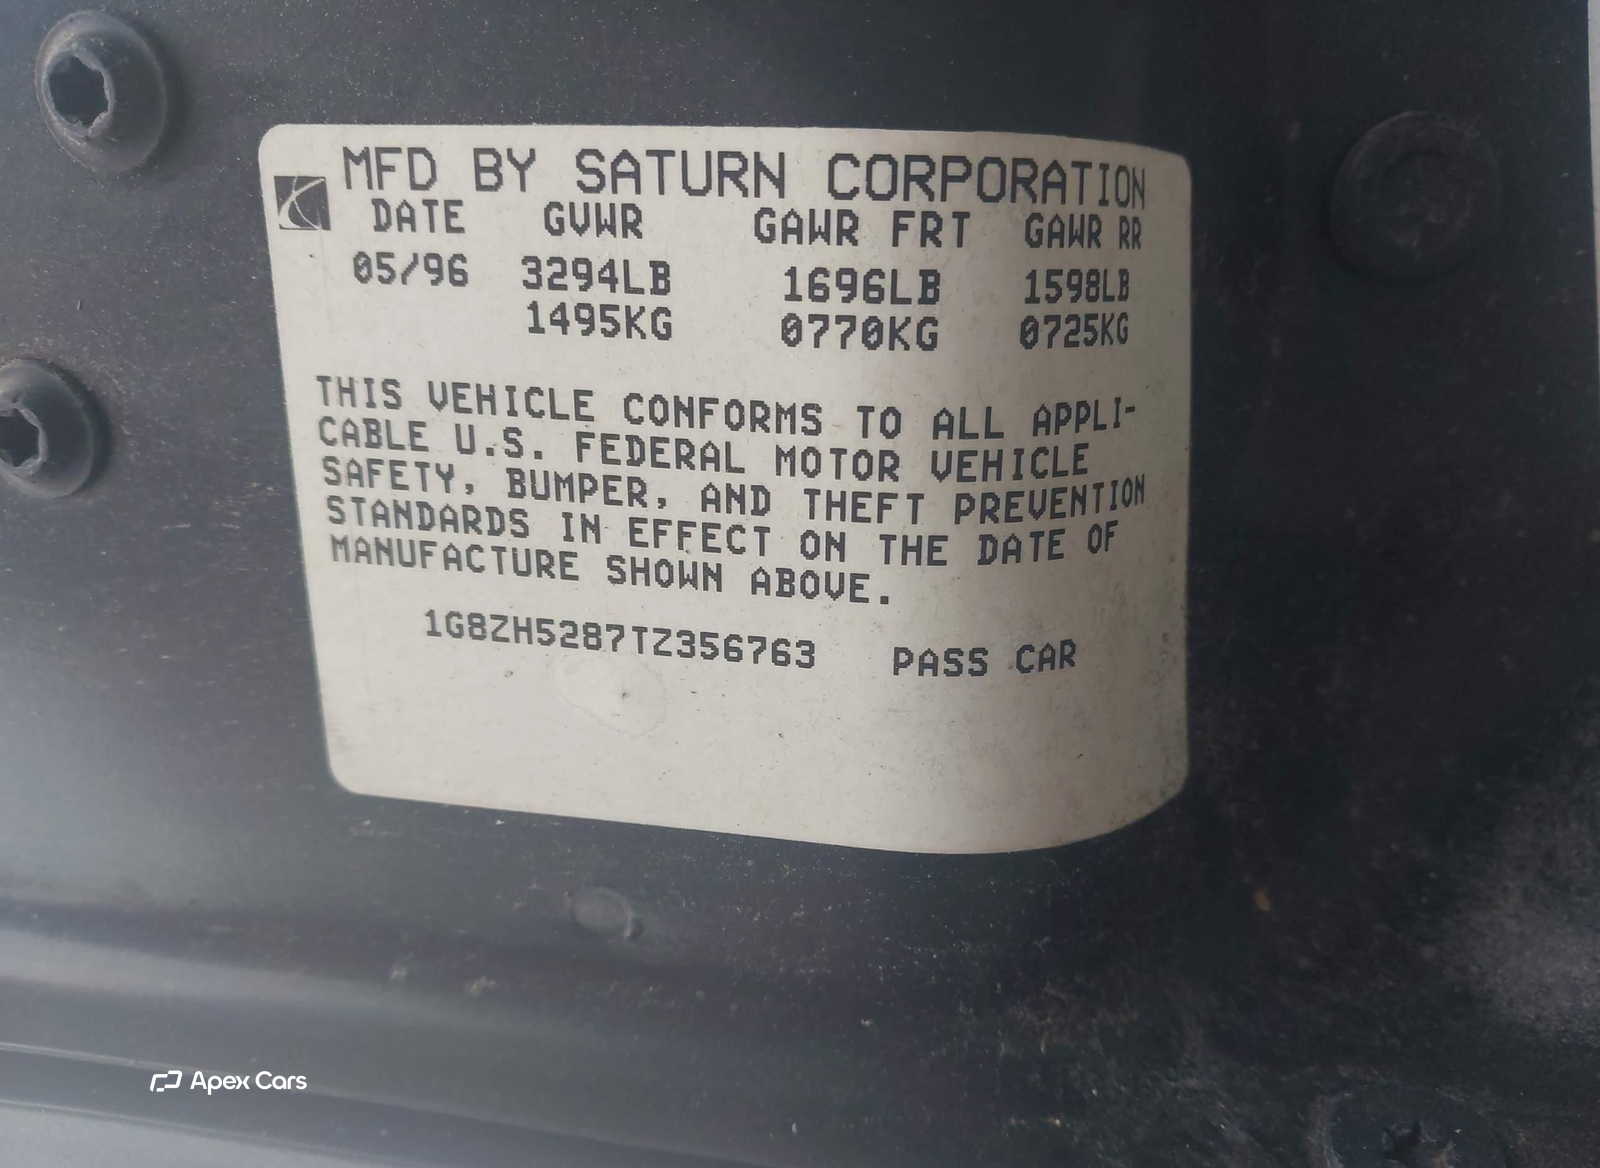 MFD BY SATURN CORPORATION
DATE GVWR GAWR FRT GAWR RR
05/96 3294LB 1696LB 1598LB
1495KG 0770KG 0725KG
THIS VEHICLE CONFORMS TO ALL APPLI-
CABLE U.S. FEDERAL MOTOR VEHICLE
SAFETY, BUMPER, AND THEFT PREVENTION
STANDARDS IN EFFECT ON THE DATE OF
MANUFACTURE SHOWN ABOVE.
1G8ZH5287TZ356763 PASS CAR
Apex Cars